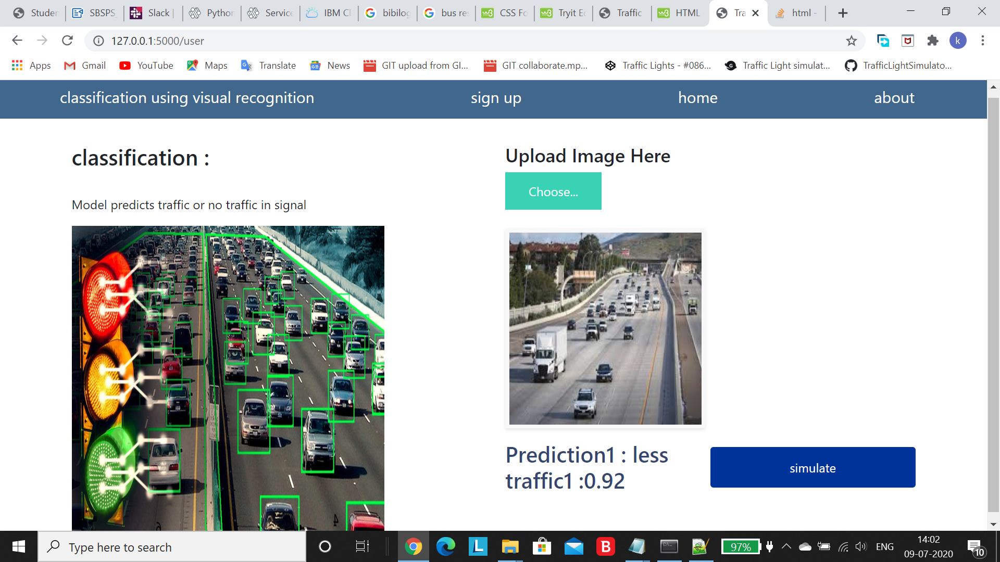 Studer
SBSPS
Slack |
Python
Service
IBM Cl
bibilog
bus res
CSS Fo
Tryit Ed
Traffic
HTML
Tra
html -
127.0.0.1:5000/user
k
Apps
Gmail
YouTube
Maps
Translate
News
GIT upload from GI...
GIT collaborate.mp...
Traffic Lights - #086...
Traffic Light simulat...
TrafficLightSimulato...
classification using visual recognition
sign up
home
about
classification :
Model predicts traffic or no traffic in signal
Upload Image Here
Choose...
Prediction1 : less
traffic1 :0.92
simulate
Type here to search
97%
ENG
14:02
09-07-2020
10